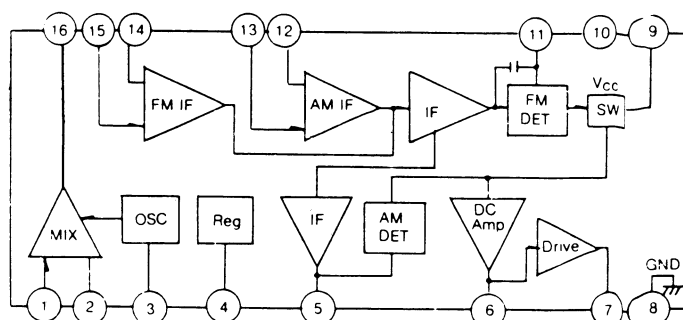 16 15 14 13 12 11 10 9
FM IF
AM IF
IF
FM
DET
VCC
SW
MIX
OSC
Reg
IF
AM
DET
DC
Amp
Drive
GND
1 2 3 4 5 6 7 8